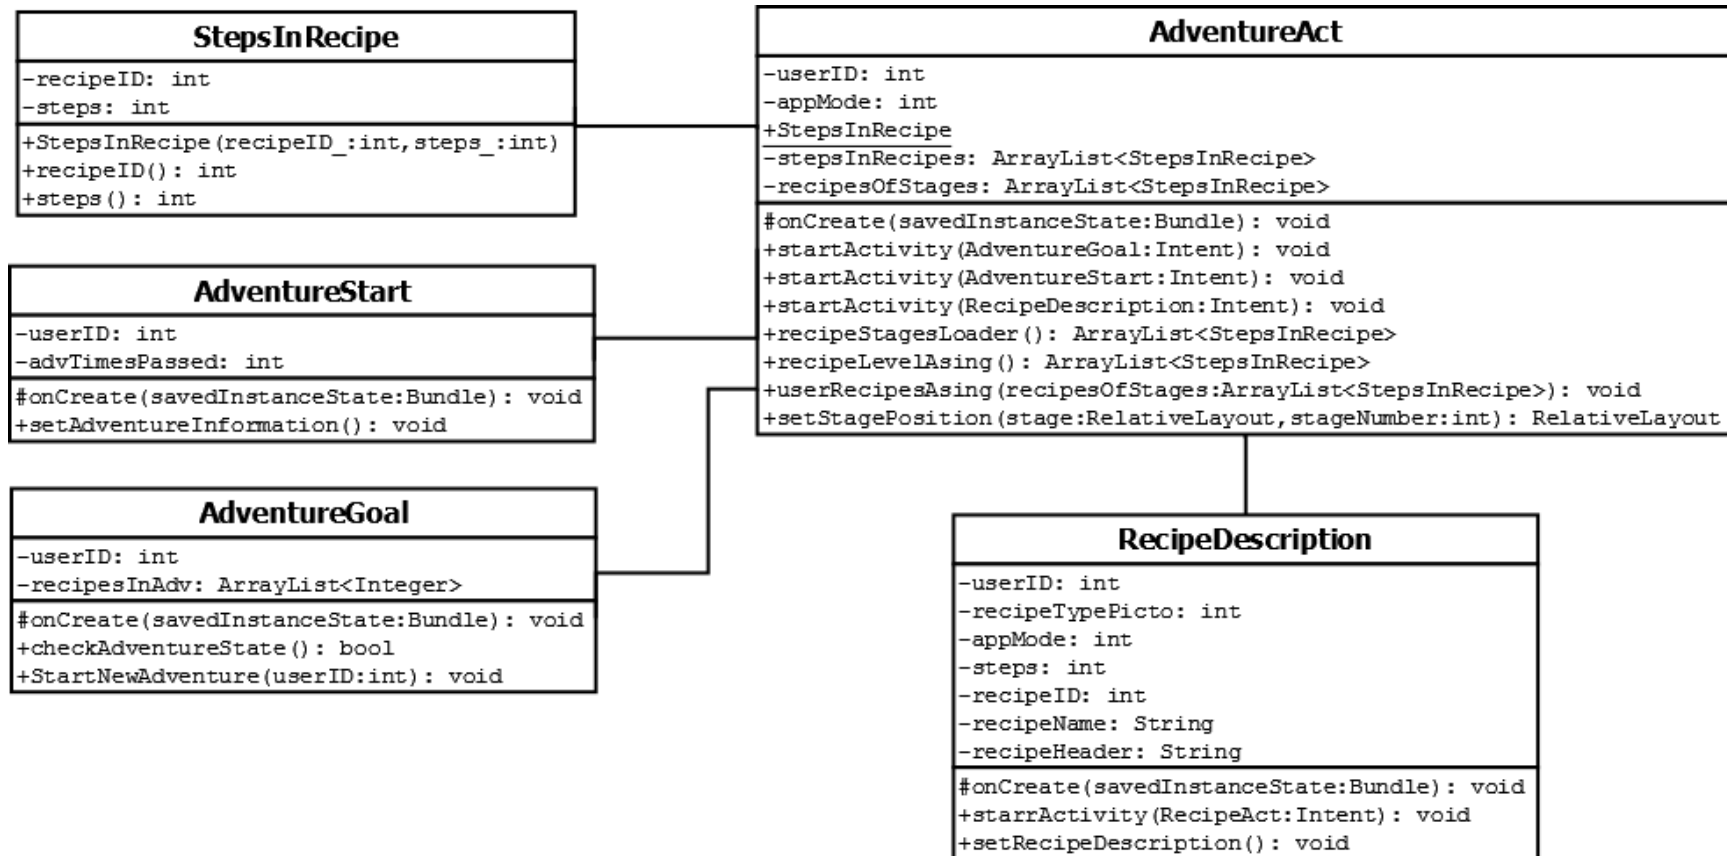 StepsInRecipe
-recipeID: int
-steps: int
+StepsInRecipe(recipeID_:int,steps_:int)
+recipeID(): int
+steps(): int
AdventureAct
-userID: int
-appMode: int
+StepsInRecipe
-stepsInRecipes: ArrayList<StepsInRecipe>
-recipesOfStages: ArrayList<StepsInRecipe>
#onCreate(savedInstanceState:Bundle): void
+startActivity(AdventureGoal:Intent): void
+startActivity(AdventureStart:Intent): void
+startActivity(RecipeDescription:Intent): void
+recipeStagesLoader(): ArrayList<StepsInRecipe>
+recipeLevelAsing(): ArrayList<StepsInRecipe>
+userRecipesAsing(recipesOfStages:ArrayList<StepsInRecipe>): void
+setStagePosition(stage:RelativeLayout,stageNumber:int): RelativeLayout
AdventureStart
-userID: int
-advTimesPassed: int
#onCreate(savedInstanceState:Bundle): void
+setAdventureInformation(): void
AdventureGoal
-userID: int
-recipesInAdv: ArrayList<Integer>
#onCreate(savedInstanceState:Bundle): void
+checkAdventureState(): bool
+StartNewAdventure(userID:int): void
RecipeDescription
-userID: int
-recipeTypePicto: int
-appMode: int
-steps: int
-recipeID: int
-recipeName: String
-recipeHeader: String
#onCreate(savedInstanceState:Bundle): void
+starrActivity(RecipeAct:Intent): void
+setRecipeDescription(): void